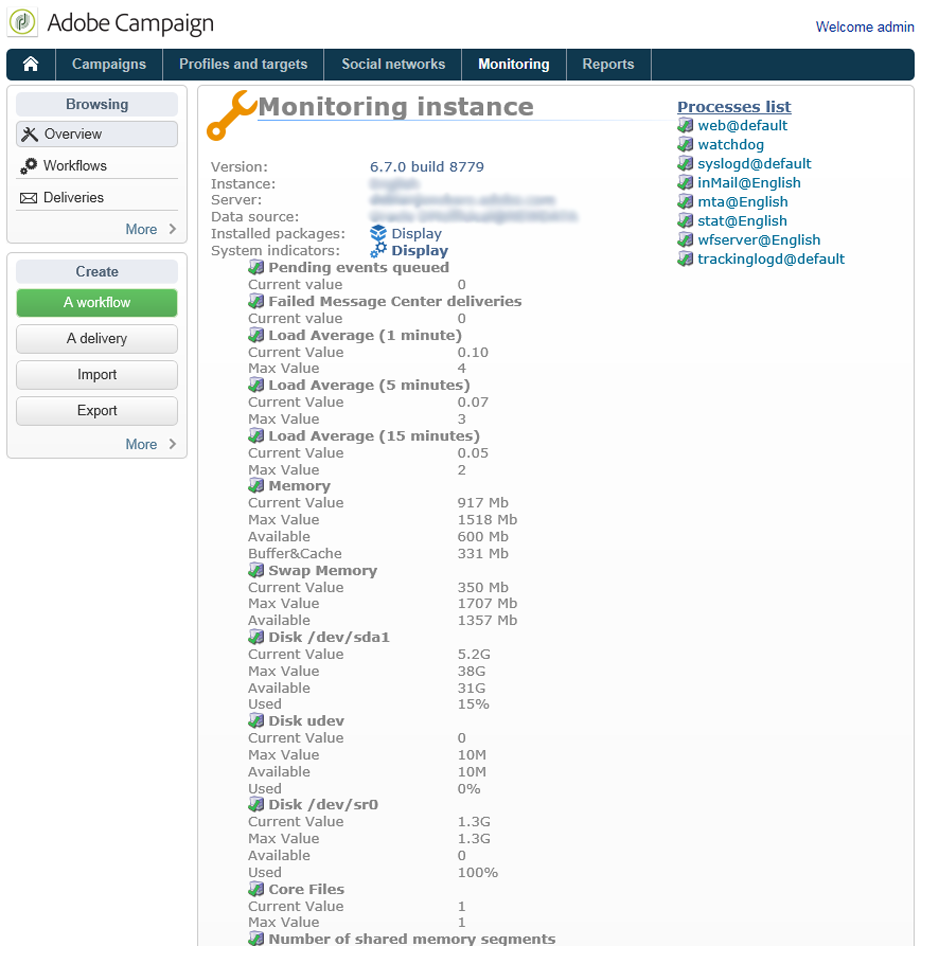 Adobe Campaign
Welcome admin
Campaigns
Profiles and targets
Social networks
Monitoring
Reports
Browsing
Overview
Workflows
Deliveries
More
Create
A workflow
A delivery
Import
Export
More
Monitoring instance
Version: 6.7.0 build 8779
Instance:
Server:
Data source:
Installed packages: Display
System indicators: Display
Pending events queued
Current value 0
Failed Message Center deliveries
Current value 0
Load Average (1 minute)
Current Value 0.10
Max Value 4
Load Average (5 minutes)
Current Value 0.07
Max Value 3
Load Average (15 minutes)
Current Value 0.05
Max Value 2
Memory
Current Value 917 Mb
Max Value 1518 Mb
Available 600 Mb
Buffer&Cache 331 Mb
Swap Memory
Current Value 350 Mb
Max Value 1707 Mb
Available 1357 Mb
Disk /dev/sda1
Current Value 5.2G
Max Value 38G
Available 31G
Used 15%
Disk udev
Current Value 0
Max Value 10M
Available 10M
Used 0%
Disk /dev/sr0
Current Value 1.3G
Max Value 1.3G
Available 0
Used 100%
Core Files
Current Value 1
Max Value 1
Number of shared memory segments
Processes list
web@default
watchdog
syslogd@default
inMail@English
mta@English
stat@English
wfserver@English
trackinglogd@default